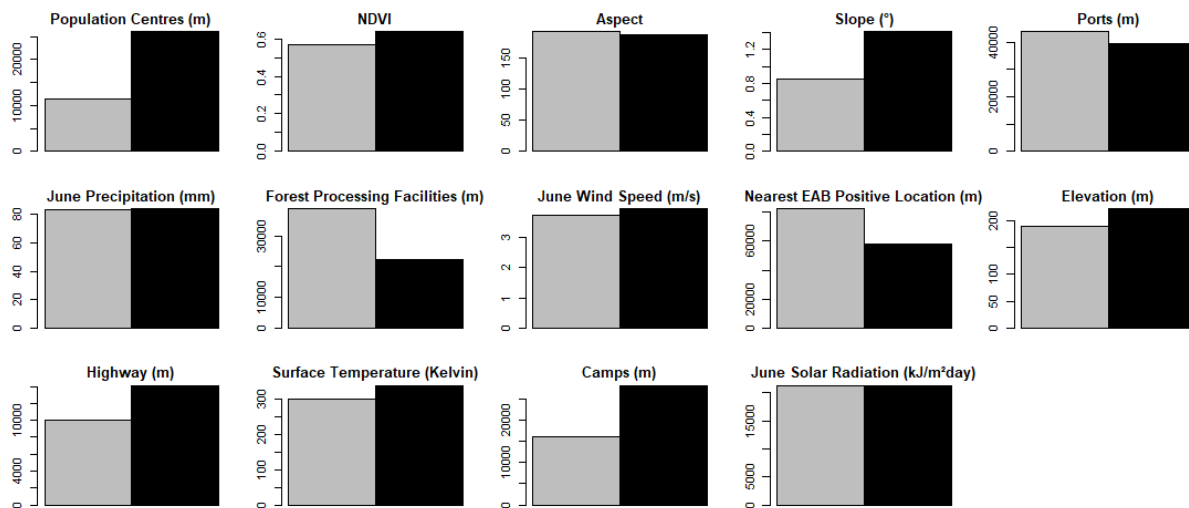 Population Centres (m)
0 10000 20000
NDVI
0.0 0.2 0.4 0.6
Aspect
0 50 100 150
Slope (°)
0.0 0.4 0.8 1.2
Ports (m)
0 20000 40000
June Precipitation (mm)
0 20 40 60 80
Forest Processing Facilities (m)
0 10000 30000
June Wind Speed (m/s)
0 1 2 3
Nearest EAB Positive Location (m)
0 20000 60000
Elevation (m)
0 50 100 200
Highway (m)
0 4000 10000
Surface Temperature (Kelvin)
0 100 200 300
Camps (m)
0 10000 20000
June Solar Radiation (kJ/m²day)
0 5000 15000